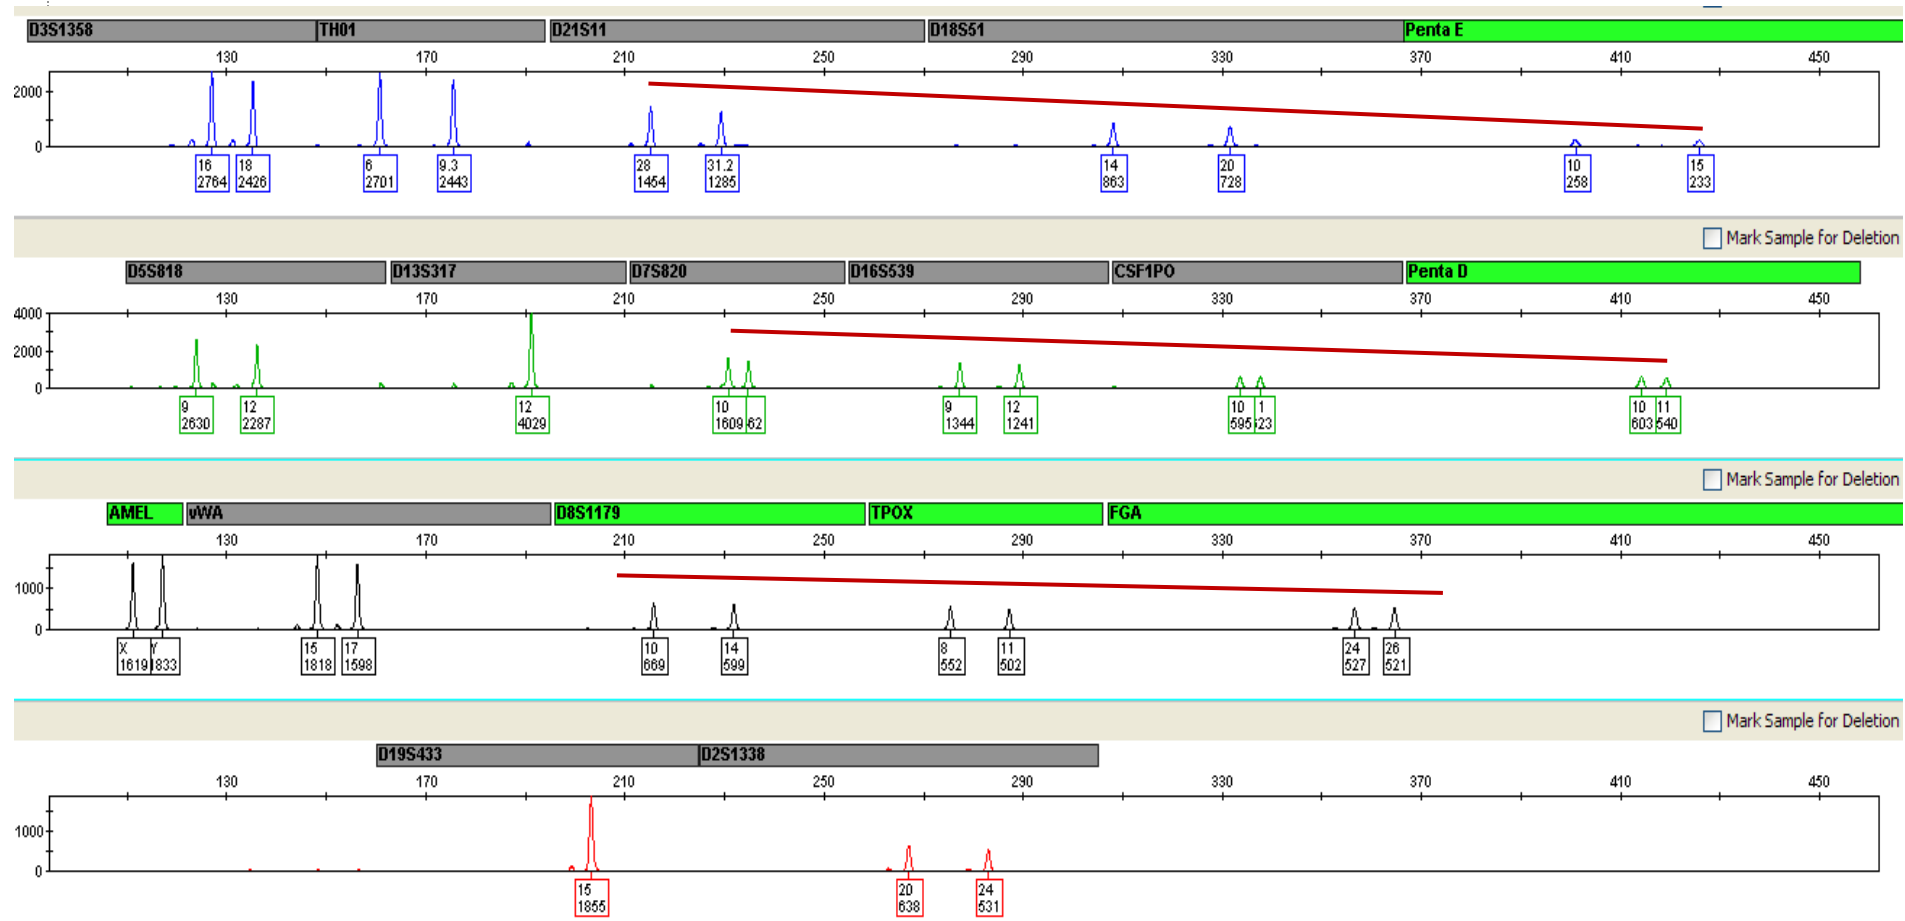 D3S1358 TH01 D21S11 D18S51 Penta E
130 170 210 250 290 330 370 410 450
2000
0
16 18 6 9.3 28 31.2 14 20 10 15
2764 2426 2701 2443 1454 1285 863 728 258 233
Mark Sample for Deletion
D5S818 D13S317 D7S820 D16S539 CSF1PO Penta D
130 170 210 250 290 330 370 410 450
4000
2000
0
9 12 12 10 9 12 10 1 10 11
2630 2287 4029 1609 62 1344 1241 595 23 603 540
Mark Sample for Deletion
AMEL vWA D8S1179 TPOX FGA
130 170 210 250 290 330 370 410 450
1000
0
X Y 15 17 10 14 8 11 24 26
1619 1833 1818 1598 669 599 552 502 527 521
Mark Sample for Deletion
D19S433 D2S1338
130 170 210 250 290 330 370 410 450
1000
0
15 20 24
1855 638 531